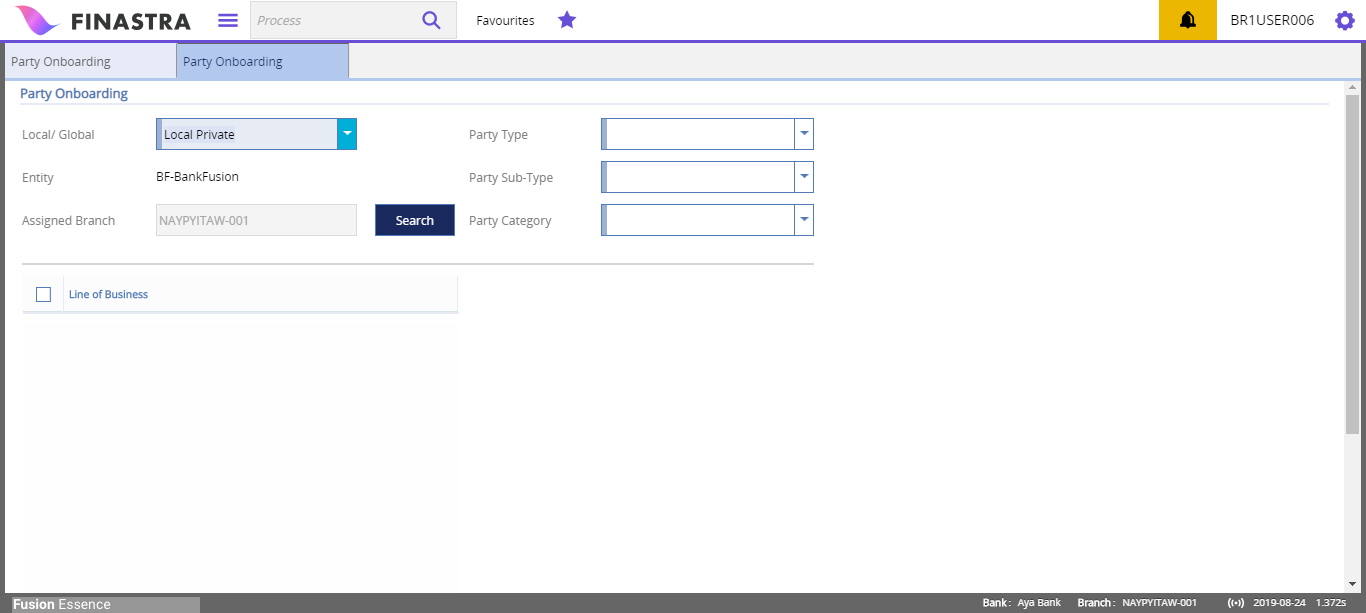 FINASTRA Process Favourites BR1USER006
Party Onboarding Party Onboarding
Party Onboarding
Local/ Global Local Private Party Type
Entity BF-BankFusion Party Sub-Type
Assigned Branch NAYPYITAW-001 Search Party Category
Line of Business
Fusion Essence Bank : Aya Bank Branch : NAYPYITAW-001 2019-08-24 1.372s